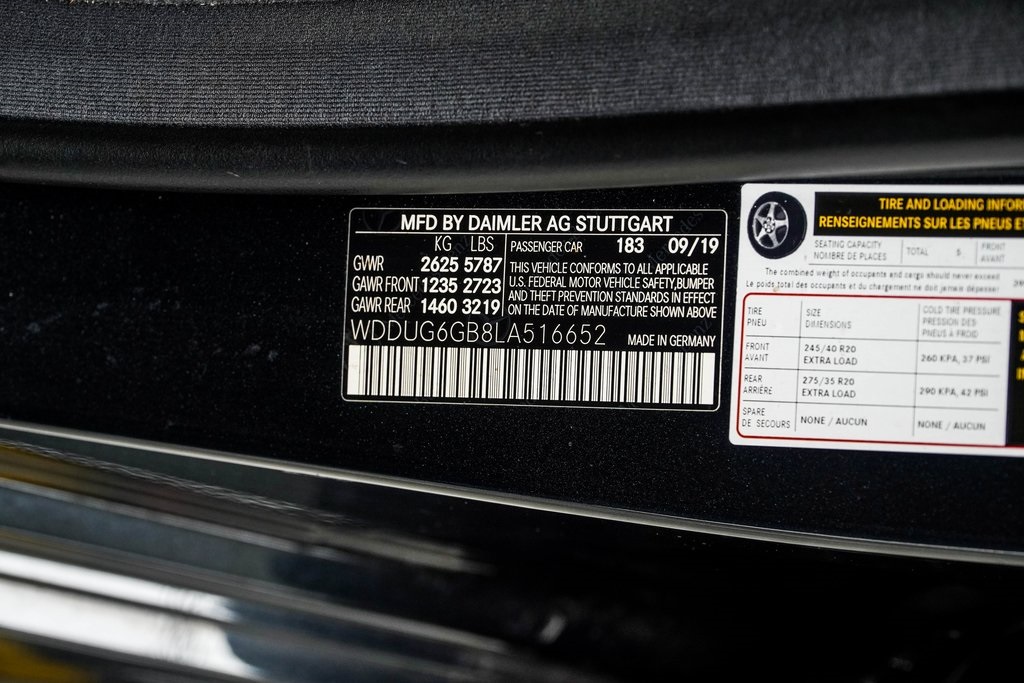 MFD BY DAIMLER AG STUTTGART
KG LBS
GVWR 2625 5787
GAWR FRONT 1235 2723
GAWR REAR 1460 3219
PASSENGER CAR 183 09/19
THIS VEHICLE CONFORMS TO ALL APPLICABLE
U.S. FEDERAL MOTOR VEHICLE SAFETY,BUMPER
AND THEFT PREVENTION STANDARDS IN EFFECT
ON THE DATE OF MANUFACTURE SHOWN ABOVE
WDDUG6GB8LA516652 MADE IN GERMANY
TIRE AND LOADING INFOR
RENSEIGNEMENTS SUR LES PNEUS E
SEATING CAPACITY
NOMBRE DE PLACES
TOTAL 5
FRONT
AVANT
The combined weight of occupants and cargo should never exceed
Le poids total des occupants et du chargement ne doit jamais dépasser
TIRE
PNEU
SIZE
DIMENSIONS
COLD TIRE PRESSURE
PRESSION DES
PNEUS A FROID
FRONT
AVANT
245/40 R20
EXTRA LOAD
260 KPA, 37 PSI
REAR
ARRIÈRE
275/35 R20
EXTRA LOAD
290 KPA, 42 PSI
SPARE
DE SECOURS
NONE / AUCUN
NONE / AUCUN